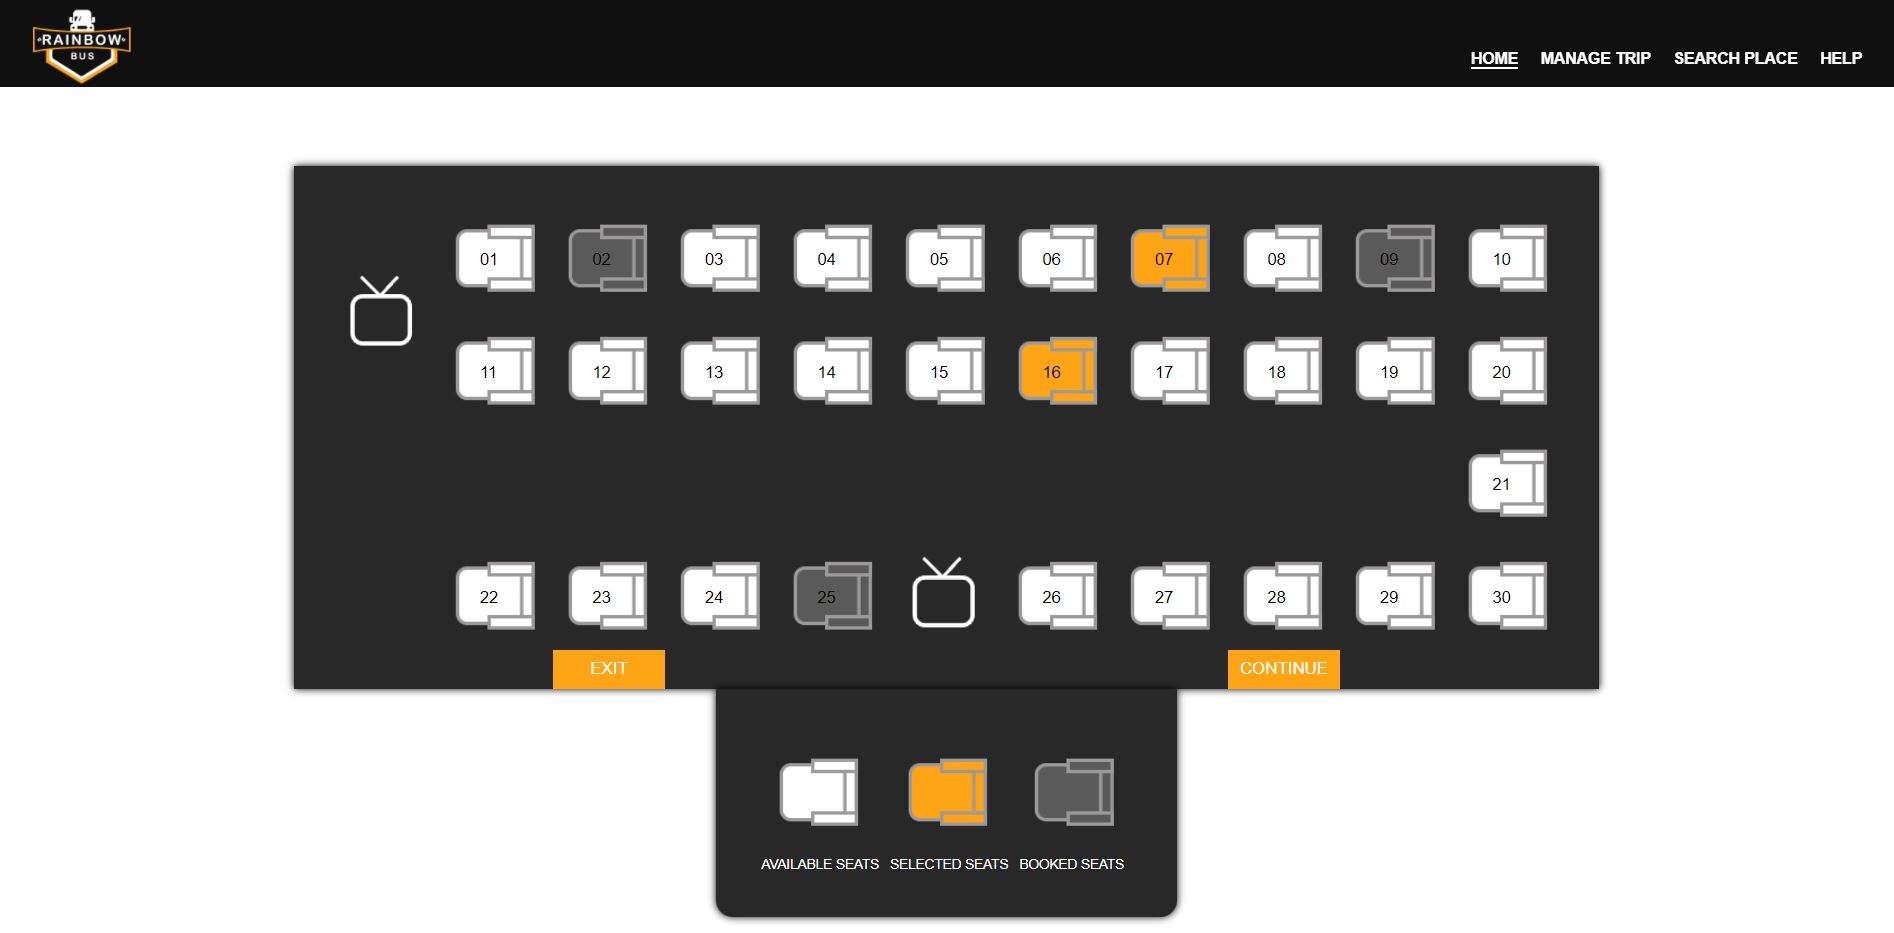 RAINBOW
BUS
HOME MANAGE TRIP SEARCH PLACE HELP
01 02 03 04 05 06 07 08 09 10
11 12 13 14 15 16 17 18 19 20
21
22 23 24 25 26 27 28 29 30
EXIT CONTINUE
AVAILABLE SEATS SELECTED SEATS BOOKED SEATS